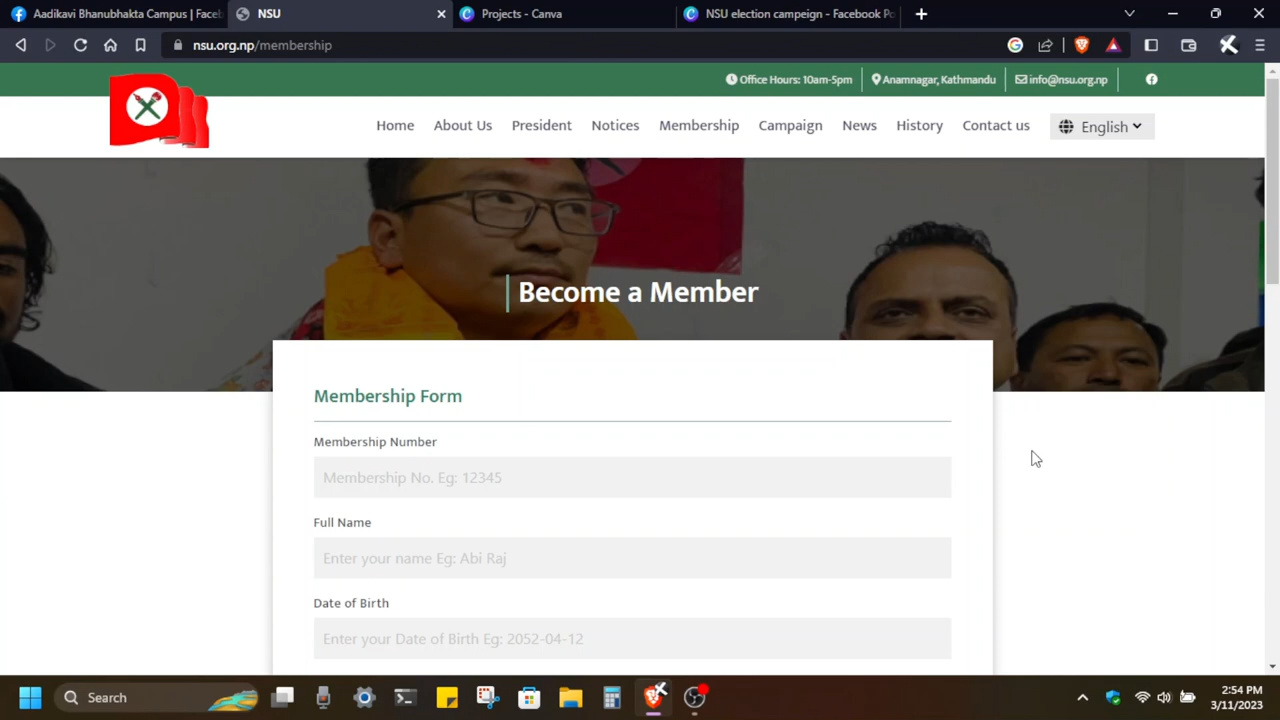 Aadikavi Bhanubhakta Campus | Faceb
NSU
Projects - Canva
NSU election campeign - Facebook Po
nsu.org.np/membership
Office Hours: 10am-5pm
Anamnagar, Kathmandu
info@nsu.org.np
Home
About Us
President
Notices
Membership
Campaign
News
History
Contact us
English
Become a Member
Membership Form
Membership Number
Membership No. Eg: 12345
Full Name
Enter your name Eg: Abi Raj
Date of Birth
Enter your Date of Birth Eg: 2052-04-12
Search
2:54 PM
3/11/2023